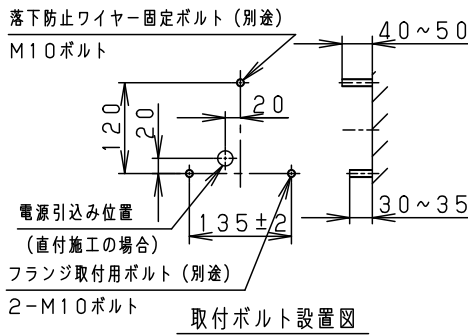 落下防止ワイヤー固定ボルト（別途）
M10ボルト
40~50
120
20
20
電源引込み位置
（直付施工の場合）
135±2
30~35
フランジ取付用ボルト（別途）
2-M10ボルト
取付ボルト設置図